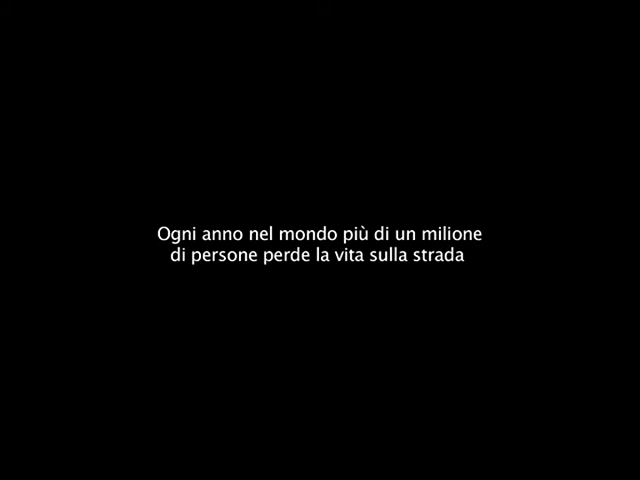 Ogni anno nel mondo più di un milione
di persone perde la vita sulla strada